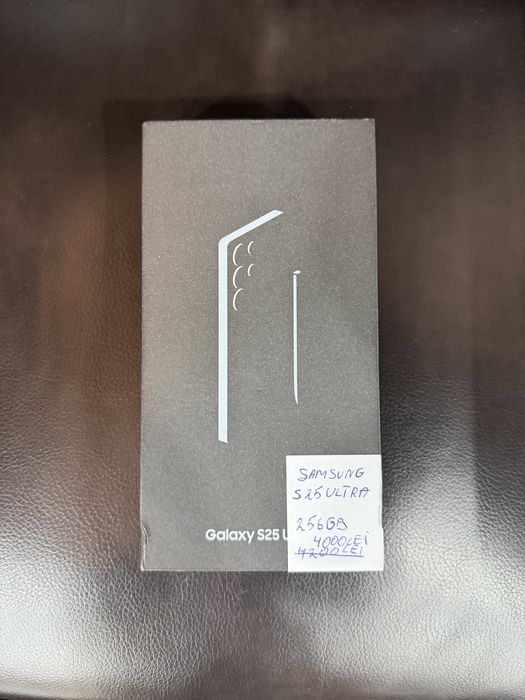 SAMSUNG
S25 ULTRA
256GB
Galaxy S25 U
4000LEI
4200LEI